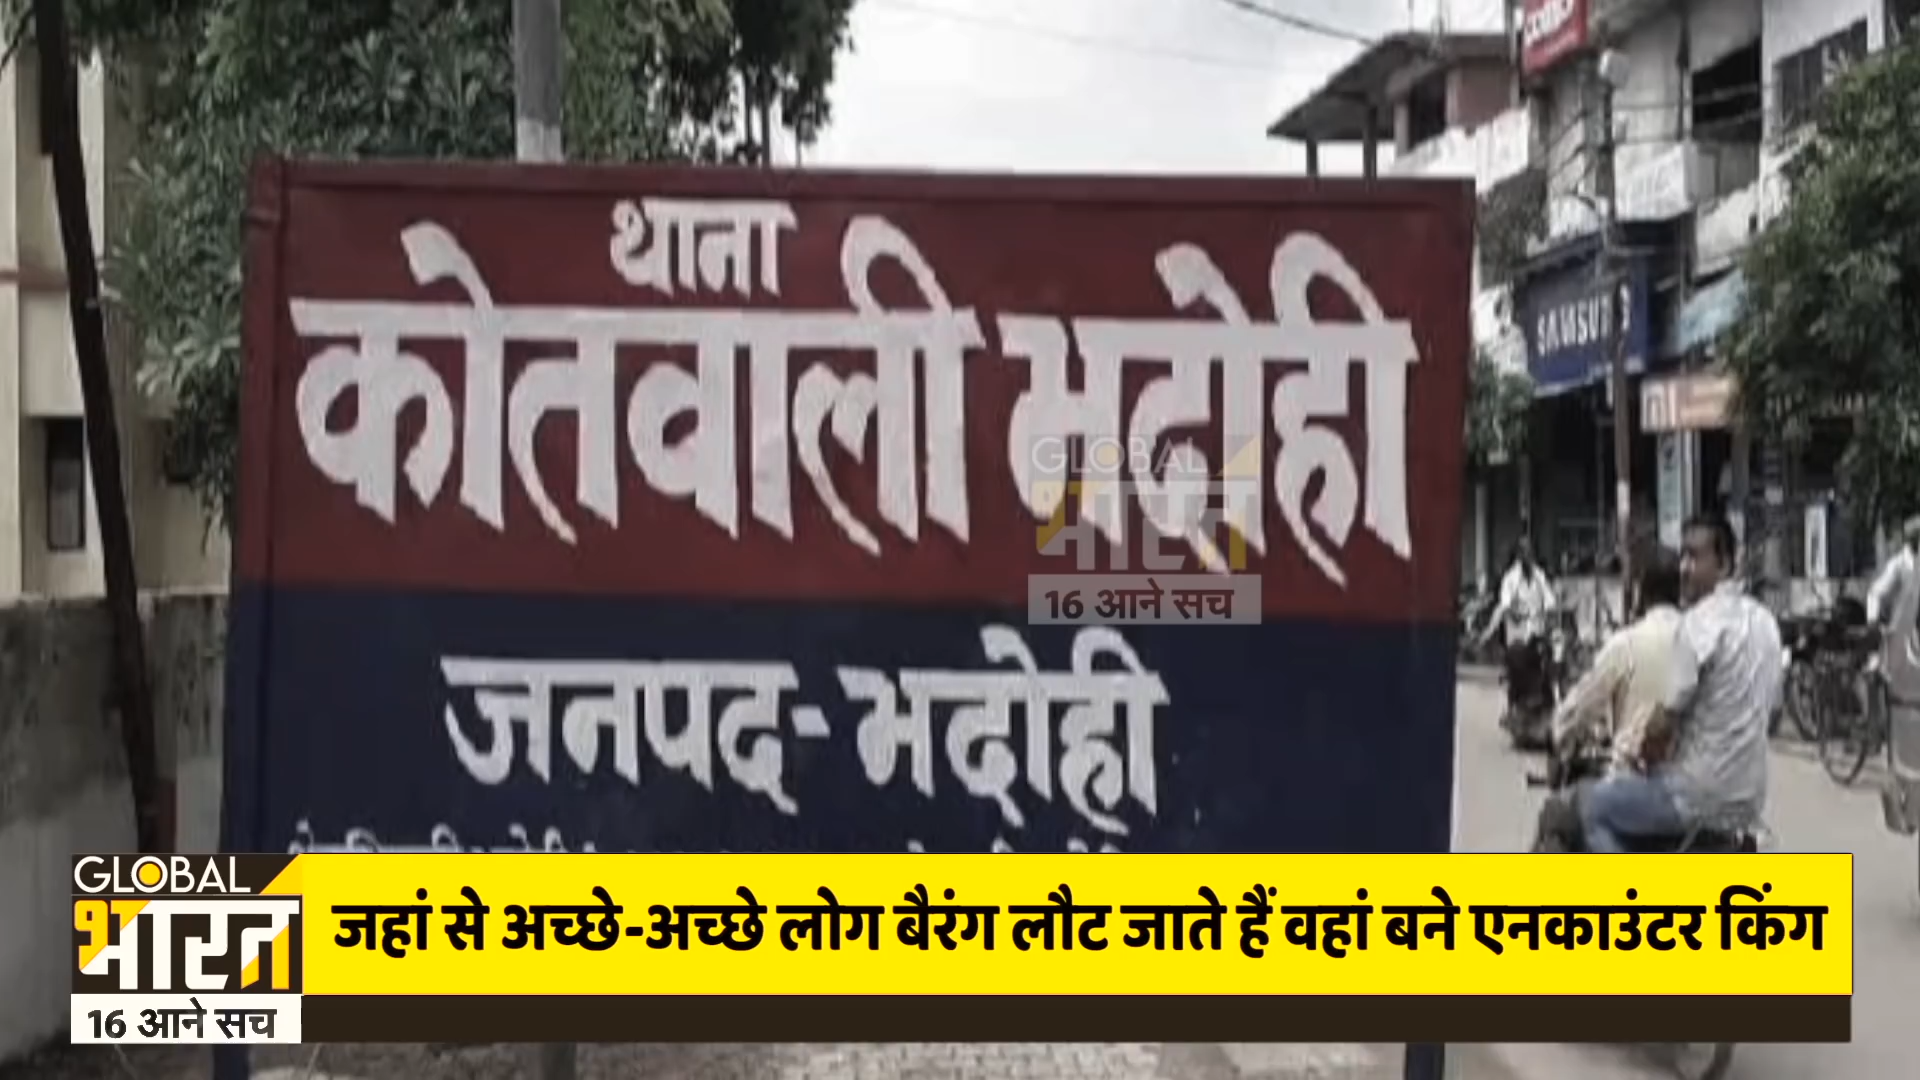 थाना
कोतवाली भदोही
SAMSUNG
GLOBAL
भारत
16 आने सच
जनपद-भदोही
GLOBAL
भारत
16 आने सच
जहां से अच्छे-अच्छे लोग बैरंग लौट जाते हैं वहां बने एनकाउंटर किंग